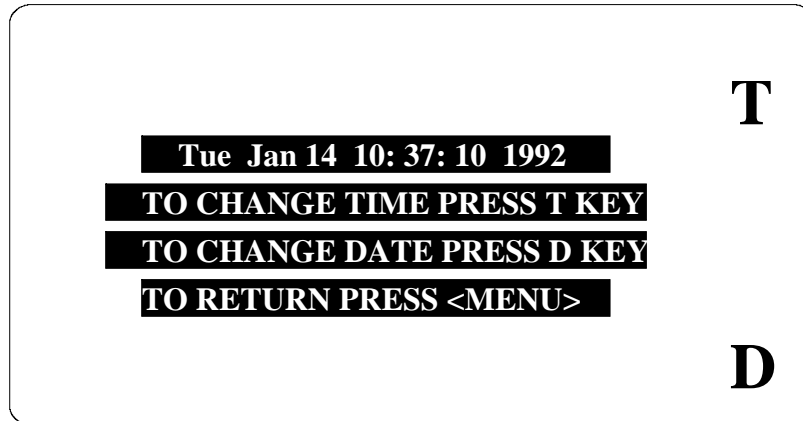 T
Tue Jan 14 10: 37: 10 1992
TO CHANGE TIME PRESS T KEY
TO CHANGE DATE PRESS D KEY
TO RETURN PRESS <MENU>
D